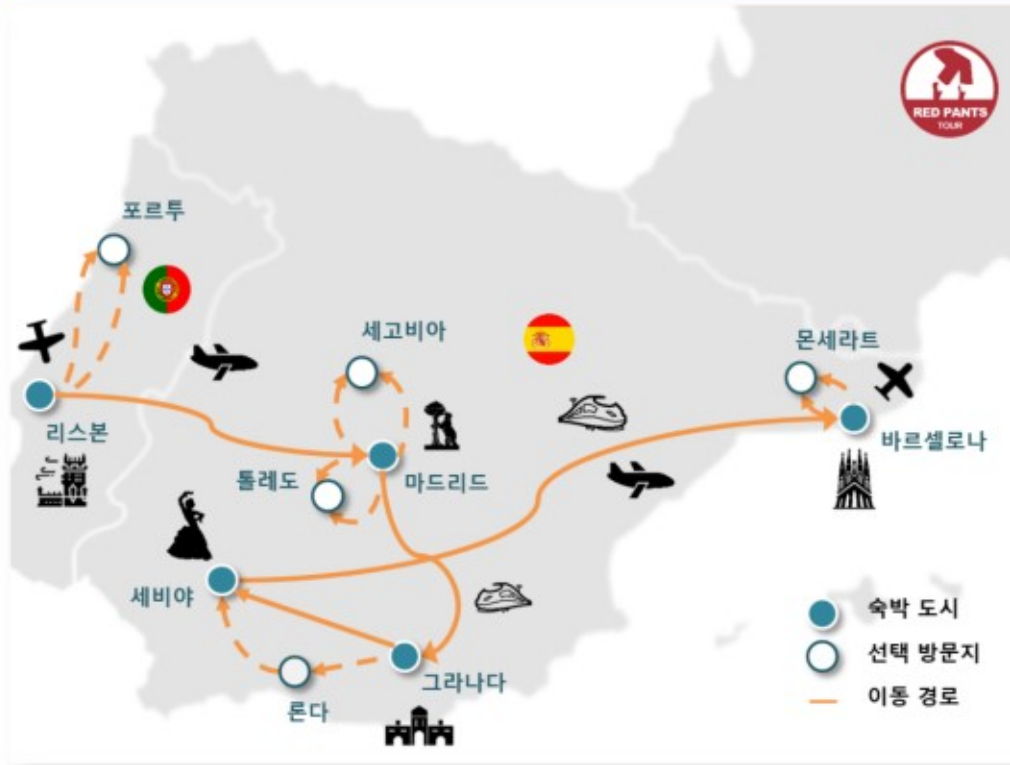 RED PANTS
TOUR
포르투
세고비아
몬세라트
리스본
바르셀로나
톨레도
마드리드
세비야
그라나다
론다
숙박 도시
선택 방문지
이동 경로